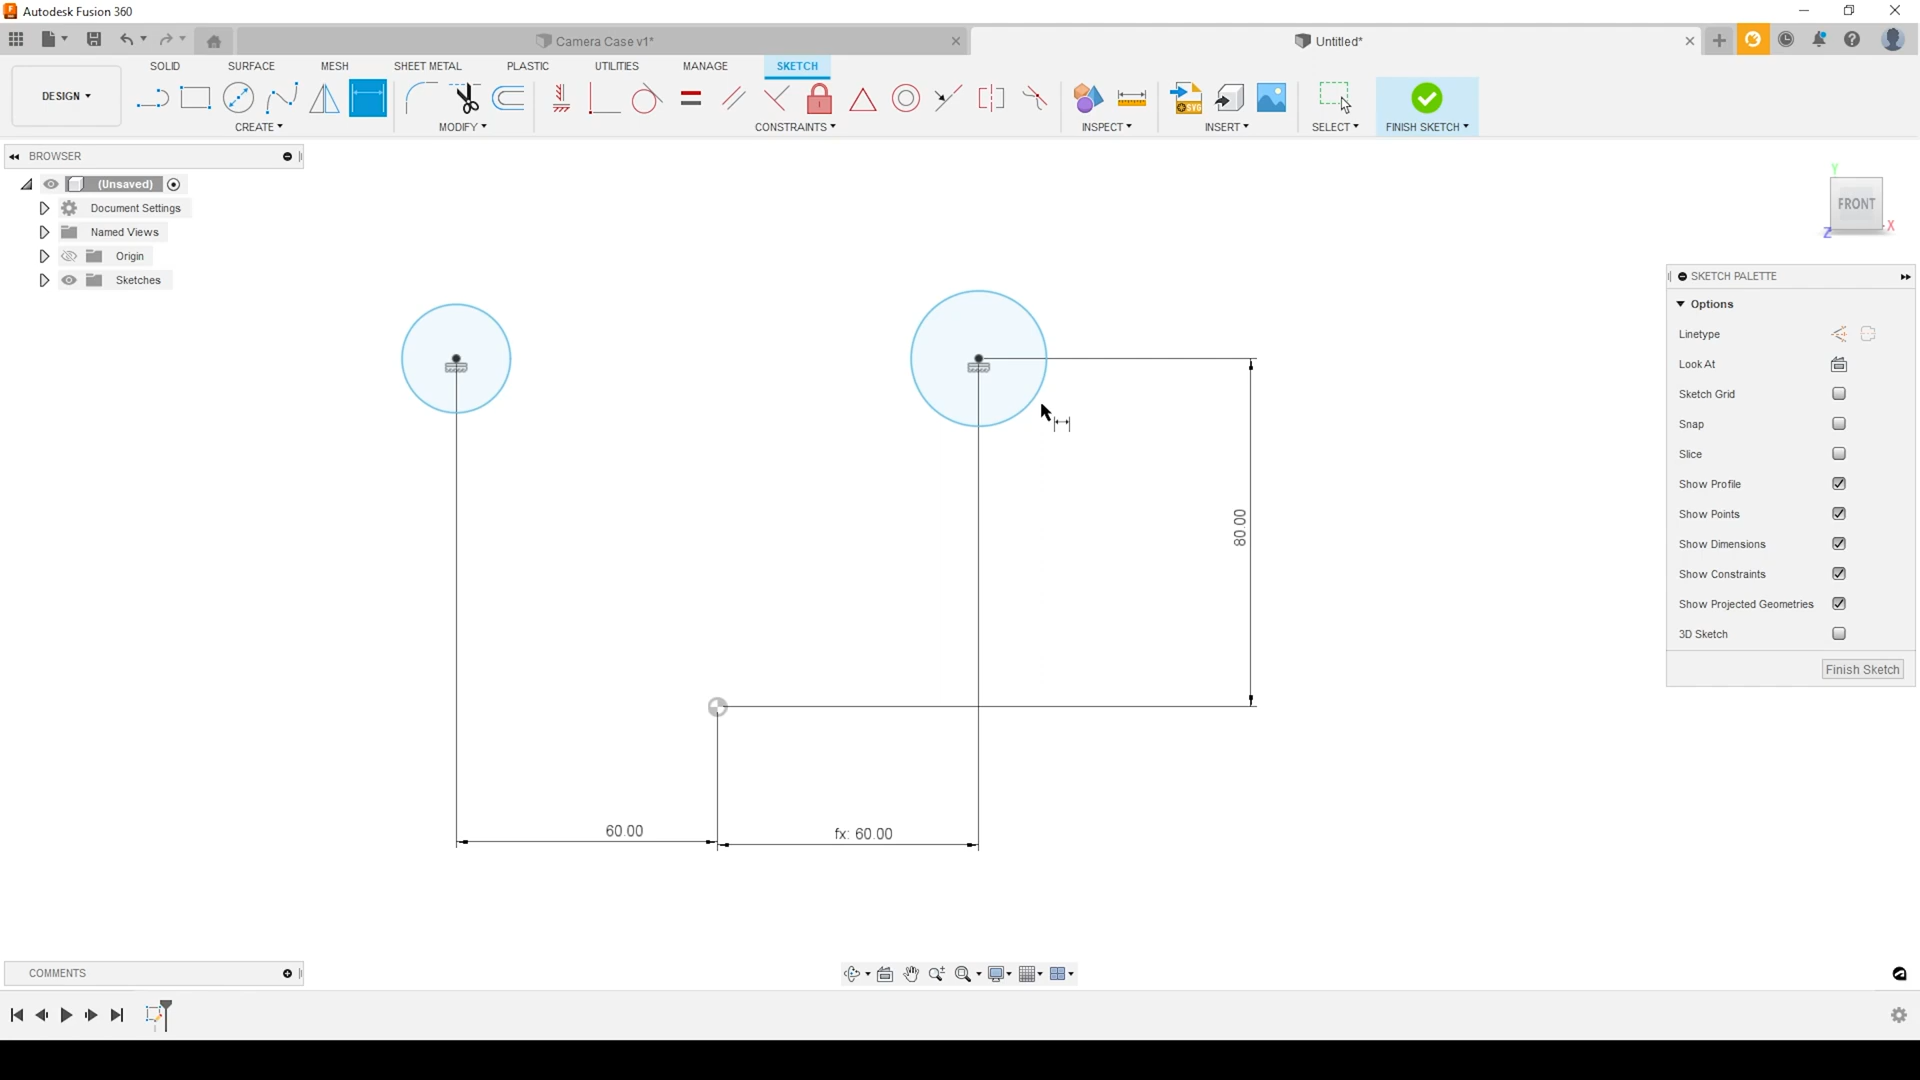 Autodesk Fusion 360
Camera Case v1*
Untitled*
SOLID SURFACE MESH SHEET METAL PLASTIC UTILITIES MANAGE SKETCH
DESIGN
SVG
CREATE MODIFY CONSTRAINTS INSPECT INSERT SELECT FINISH SKETCH
BROWSER
(Unsaved)
Document Settings
Named Views
Origin
Sketches
Y
FRONT
X
Z
SKETCH PALETTE
Options
Linetype
Look At
Sketch Grid
Snap
Slice
Show Profile
Show Points
Show Dimensions
Show Constraints
Show Projected Geometries
3D Sketch
Finish Sketch
80.00
60.00
fx: 60.00
COMMENTS